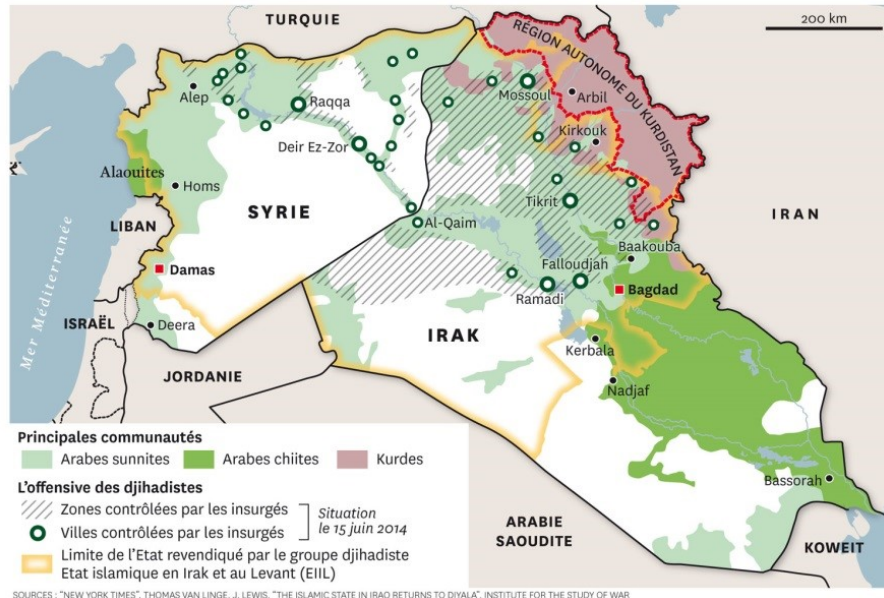 TURQUIE
200 km
RÉGION AUTONOME DU KURDISTAN
Alep
Raqqa
Mossoul
Arbil
Kirkouk
Deir Ez-Zor
Alaouites
Homs
SYRIE
Tikrit
IRAN
LIBAN
Al-Qaim
Baakouba
Damas
Falloudjah
Bagdad
Ramadi
Mer Méditerranée
ISRAËL
Deera
IRAK
Kerbala
JORDANIE
Nadjaf
Bassorah
ARABIE
SAOUDITE
KOWEIT
Principales communautés
Arabes sunnites
Arabes chiites
Kurdes
L'offensive des djihadistes
Zones contrôlées par les insurgés
Villes contrôlées par les insurgés
Situation
le 15 juin 2014
Limite de l'Etat revendiqué par le groupe djihadiste
Etat islamique en Irak et au Levant (EIIL)
SOURCES : "NEW YORK TIMES", THOMAS VAN LINGE, J. LEWIS, "THE ISLAMIC STATE IN IRAQ RETURNS TO DIYALA", INSTITUTE FOR THE STUDY OF WAR